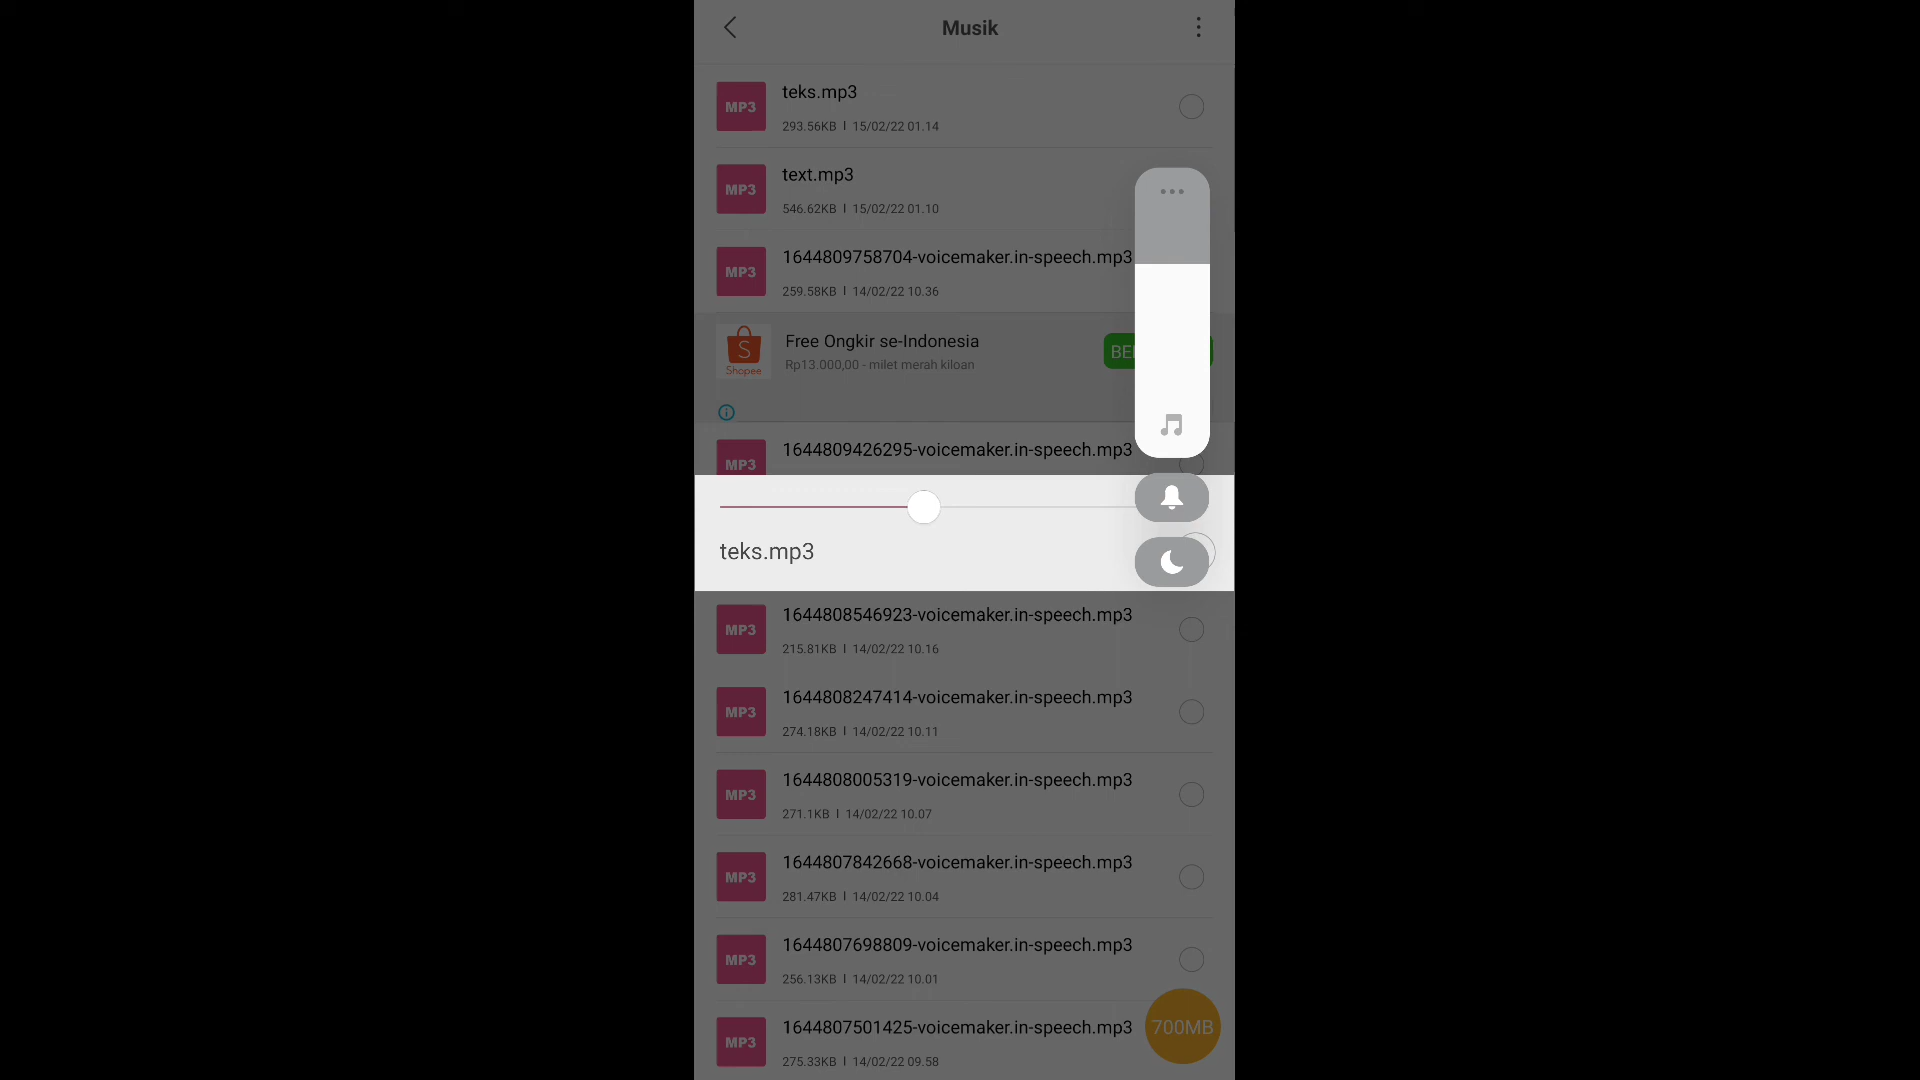 Musik
MP3
teks.mp3
293.56KB | 15/02/22 01.14
MP3
text.mp3
546.62KB | 15/02/22 01.10
MP3
1644809758704-voicemaker.in-speech.mp3
259.58KB | 14/02/22 10.36
S
Shopee
Free Ongkir se-Indonesia
Rp13.000,00 - milet merah kiloan
MP3
1644809426295-voicemaker.in-speech.mp3
teks.mp3
MP3
1644808546923-voicemaker.in-speech.mp3
215.81KB | 14/02/22 10.16
MP3
1644808247414-voicemaker.in-speech.mp3
274.18KB | 14/02/22 10.11
MP3
1644808005319-voicemaker.in-speech.mp3
271.1KB | 14/02/22 10.07
MP3
1644807842668-voicemaker.in-speech.mp3
281.47KB | 14/02/22 10.04
MP3
1644807698809-voicemaker.in-speech.mp3
256.13KB | 14/02/22 10.01
MP3
1644807501425-voicemaker.in-speech.mp3
275.33KB | 14/02/22 09.58
700MB